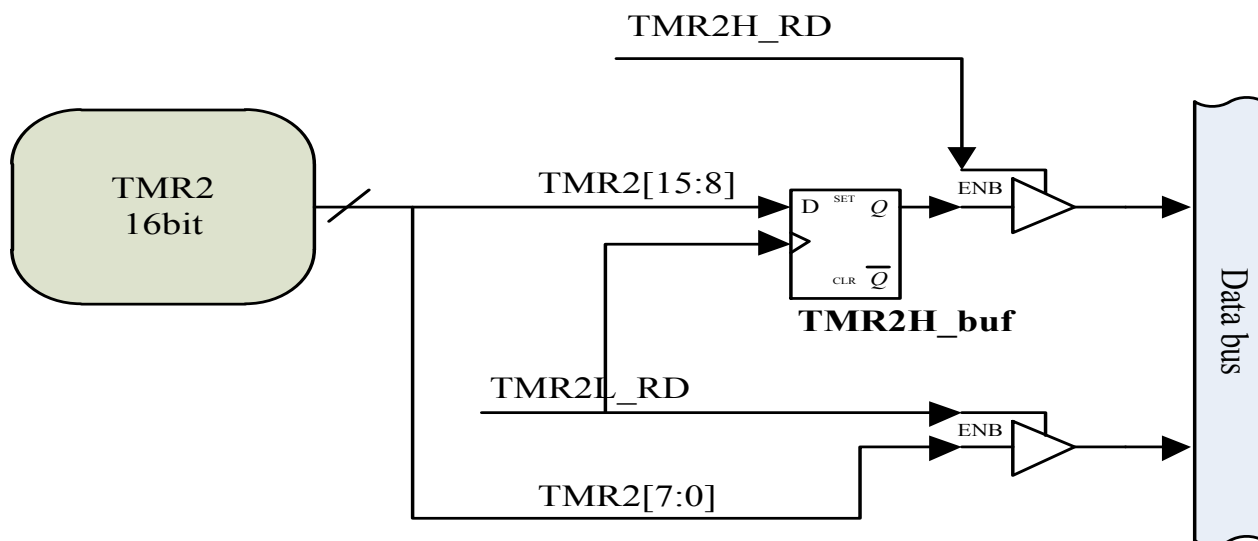 TMR2H_RD
TMR2
16bit
TMR2[15:8]
D SET Q
CLR Q
TMR2H_buf
ENB
TMR2L_RD
ENB
TMR2[7:0]
Data bus